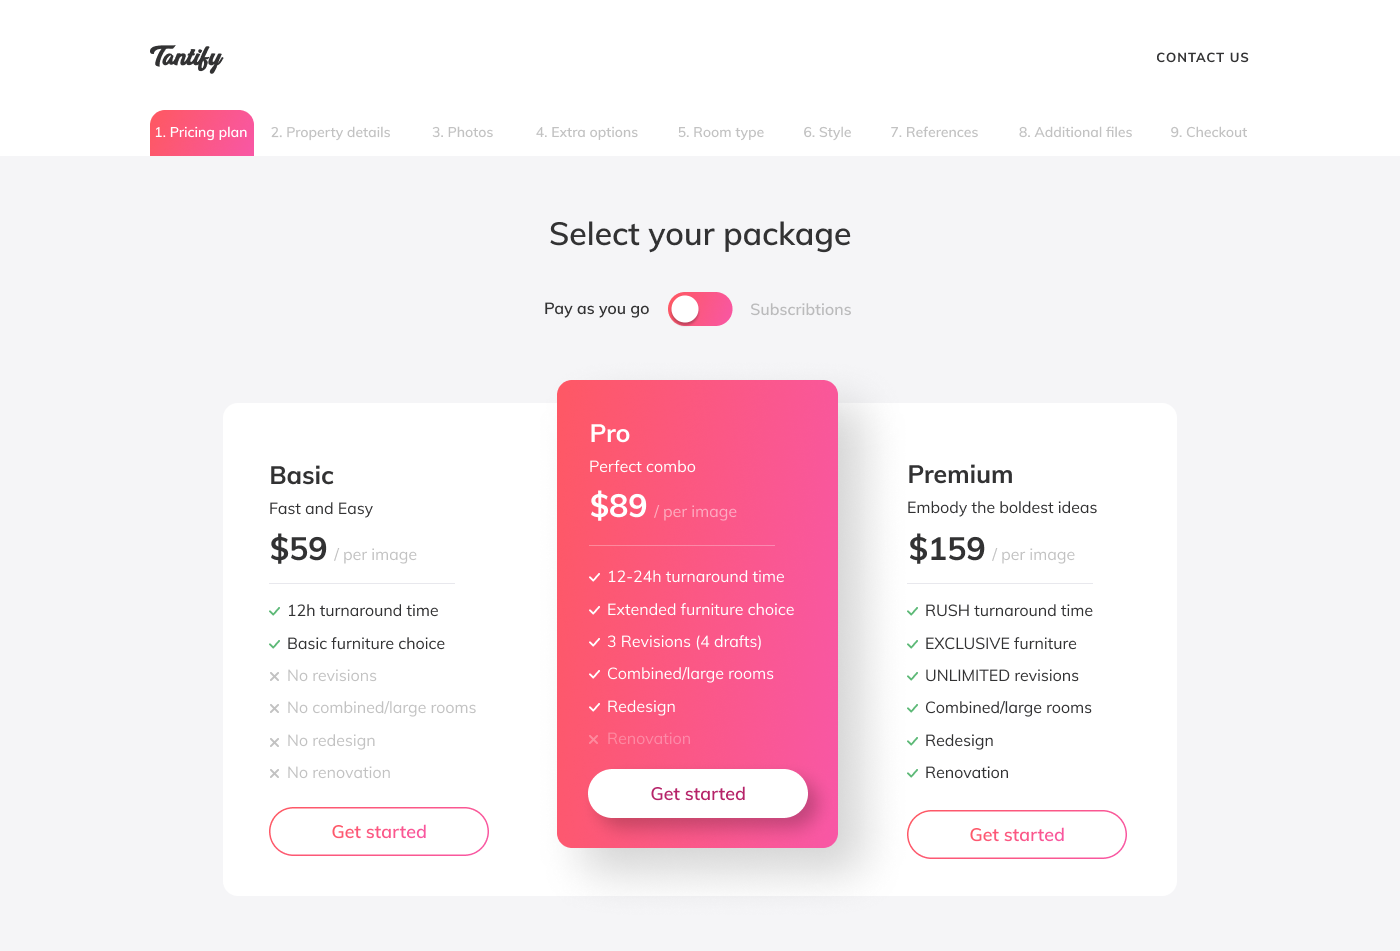 Tantify
CONTACT US
1. Pricing plan
2. Property details
3. Photos
4. Extra options
5. Room type
6. Style
7. References
8. Additional files
9. Checkout
Select your package
Pay as you go
Subscribtions
Basic
Fast and Easy
$59 / per image
12h turnaround time
Basic furniture choice
No revisions
No combined/large rooms
No redesign
No renovation
Get started
Pro
Perfect combo
$89 / per image
12-24h turnaround time
Extended furniture choice
3 Revisions (4 drafts)
Combined/large rooms
Redesign
Renovation
Get started
Premium
Embody the boldest ideas
$159 / per image
RUSH turnaround time
EXCLUSIVE furniture
UNLIMITED revisions
Combined/large rooms
Redesign
Renovation
Get started